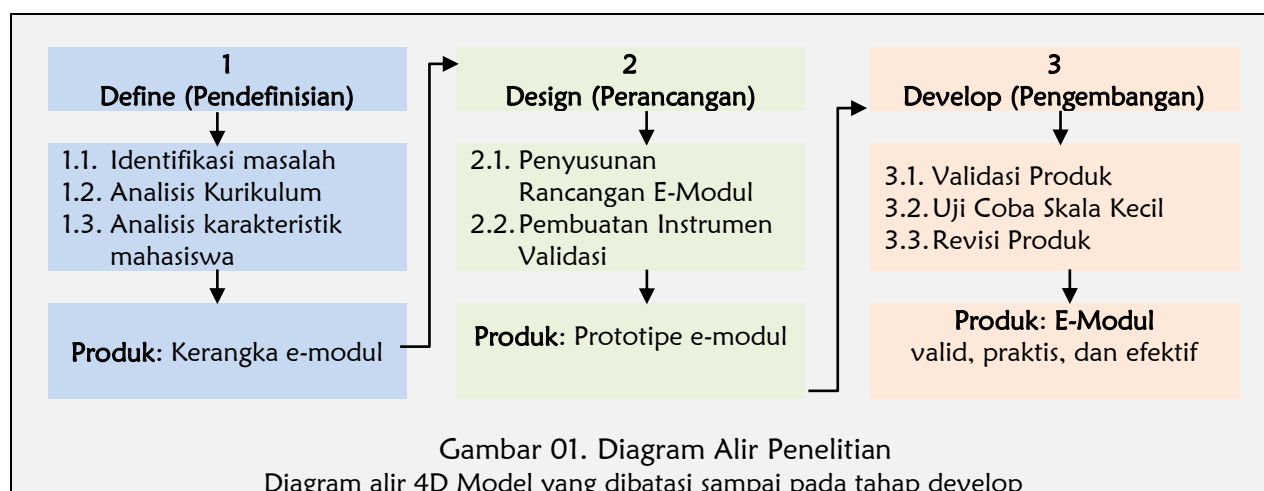 1
Define (Pendefinisian)
1.1. Identifikasi masalah
1.2. Analisis Kurikulum
1.3. Analisis karakteristik
mahasiswa
Produk: Kerangka e-modul
2
Design (Perancangan)
2.1. Penyusunan
Rancangan E-Modul
2.2. Pembuatan Instrumen
Validasi
Produk: Prototipe e-modul
3
Develop (Pengembangan)
3.1. Validasi Produk
3.2. Uji Coba Skala Kecil
3.3. Revisi Produk
Produk: E-Modul
valid, praktis, dan efektif
Gambar 01. Diagram Alir Penelitian
Diagram alir 4D Model yang dibatasi sampai pada tahap develop